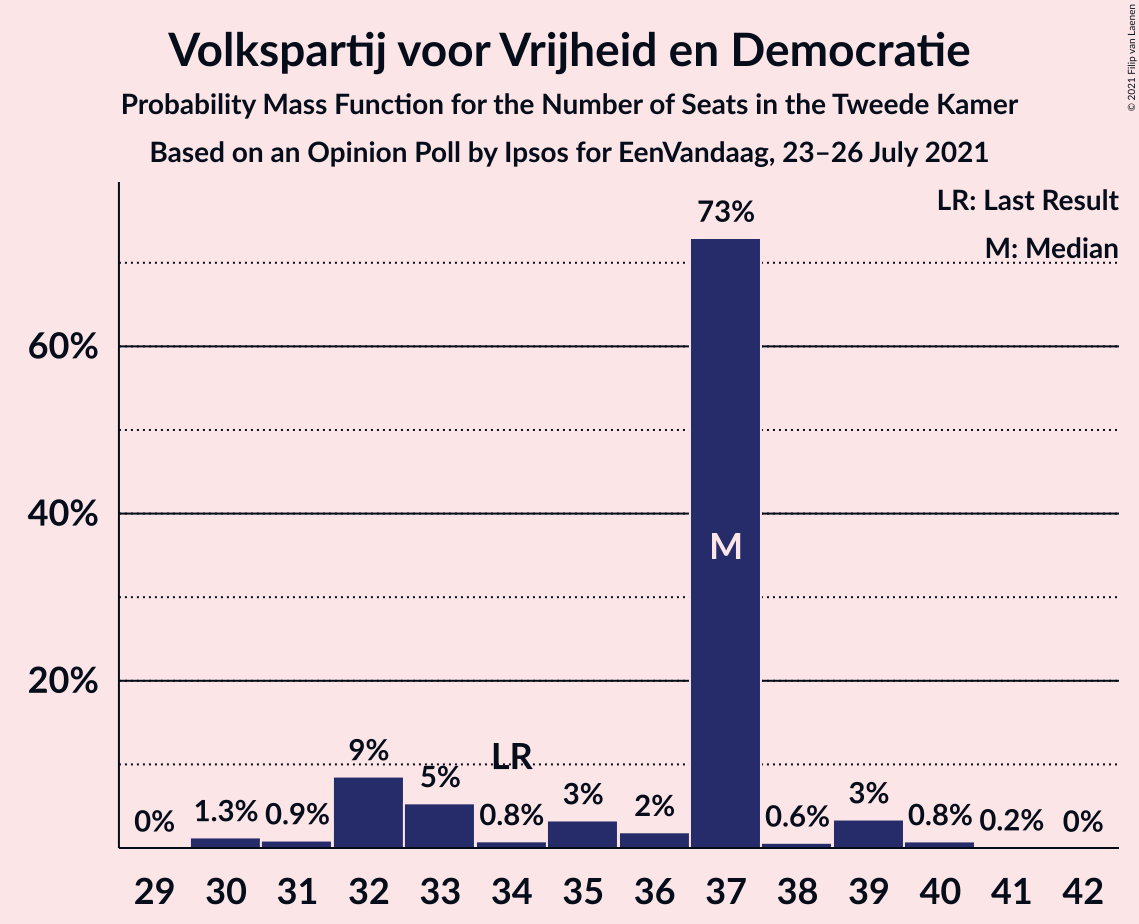 Volkspartij voor Vrijheid en Democratie
Probability Mass Function for the Number of Seats in the Tweede Kamer
Based on an Opinion Poll by Ipsos for EenVandaag, 23–26 July 2021
© 2021 Filip van Laenen
LR: Last Result
M: Median
60%
40%
20%
0%
1.3%
0.9%
9%
5%
LR
0.8%
3%
2%
73%
M
0.6%
3%
0.8%
0.2%
0%
29 30 31 32 33 34 35 36 37 38 39 40 41 42